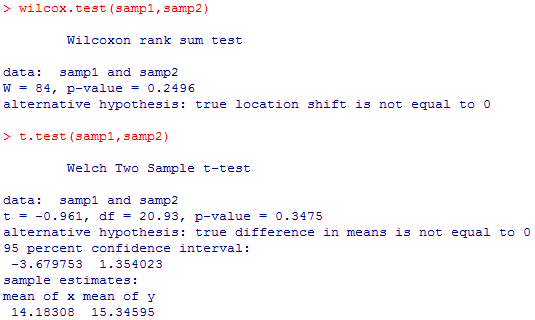 > wilcox.test(samp1,samp2)
Wilcoxon rank sum test
data:  samp1 and samp2
W = 84, p-value = 0.2496
alternative hypothesis: true location shift is not equal to 0
> t.test(samp1,samp2)
Welch Two Sample t-test
data:  samp1 and samp2
t = -0.961, df = 20.93, p-value = 0.3475
alternative hypothesis: true difference in means is not equal to 0
95 percent confidence interval:
-3.679753  1.354023
sample estimates:
mean of x mean of y
14.18308  15.34595